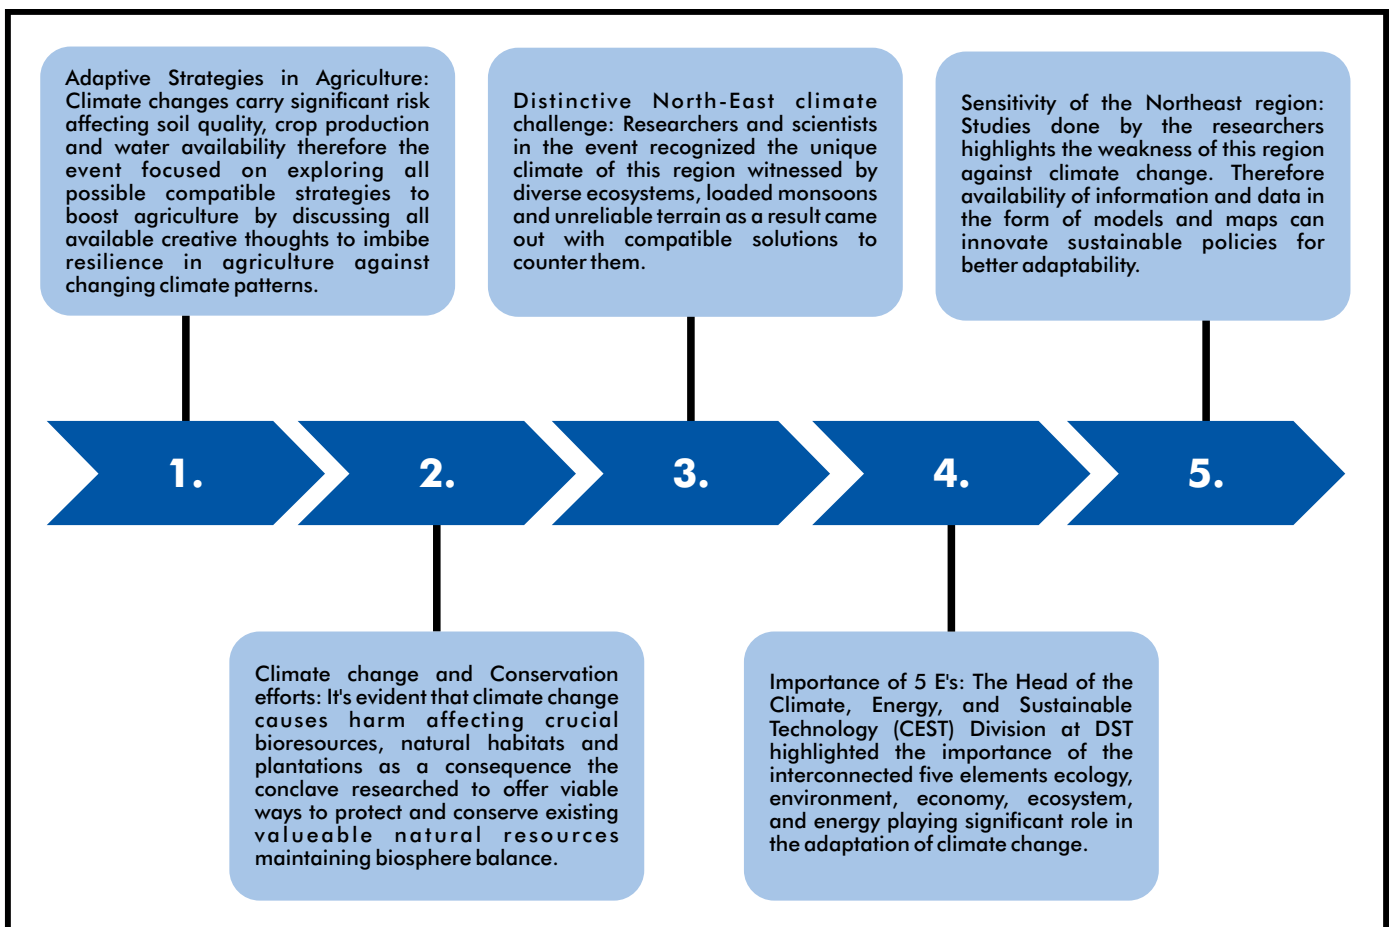 Adaptive Strategies in Agriculture:
Climate changes carry significant risk
affecting soil quality, crop production
and water availability therefore the
event focused on exploring all
possible compatible strategies to
boost agriculture by discussing all
available creative thoughts to imbibe
resilience in agriculture against
changing climate patterns.
Distinctive North-East climate
challenge: Researchers and scientists
in the event recognized the unique
climate of this region witnessed by
diverse ecosystems, loaded monsoons
and unreliable terrain as a result came
out with compatible solutions to
counter them.
Sensitivity of the Northeast region:
Studies done by the researchers
highlights the weakness of this region
against climate change. Therefore
availability of information and data in
the form of models and maps can
innovate sustainable policies for
better adaptability.
1.
2.
3.
4.
5.
Climate change and Conservation
efforts: It's evident that climate change
causes harm affecting crucial
bioresources, natural habitats and
plantations as a consequence the
conclave researched to offer viable
ways to protect and conserve existing
valueable natural resources
maintaining biosphere balance.
Importance of 5 E's: The Head of the
Climate, Energy, and Sustainable
Technology (CEST) Division at DST
highlighted the importance of the
interconnected five elements ecology,
environment, economy, ecosystem,
and energy playing significant role in
the adaptation of climate change.